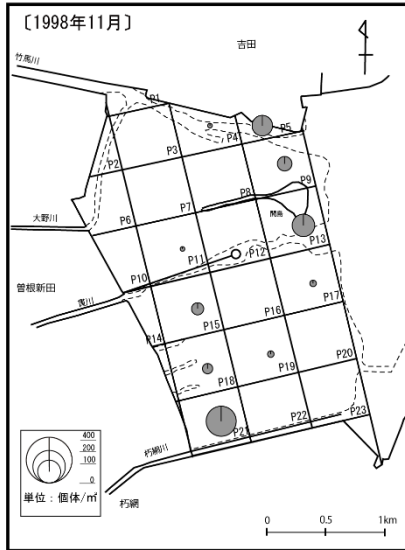 〔1998年11月〕
吉田
竹馬川
P1
P4
P5
P3
P2
P9
P8
P7
P6
間島
大野川
P13
P12
P11
P10
曽根新田
P17
貫川
P16
P15
P14
P20
P19
P18
P23
P22
P21
朽網川
400
200
100
0
単位：個体/㎡
朽網
0 0.5 1km